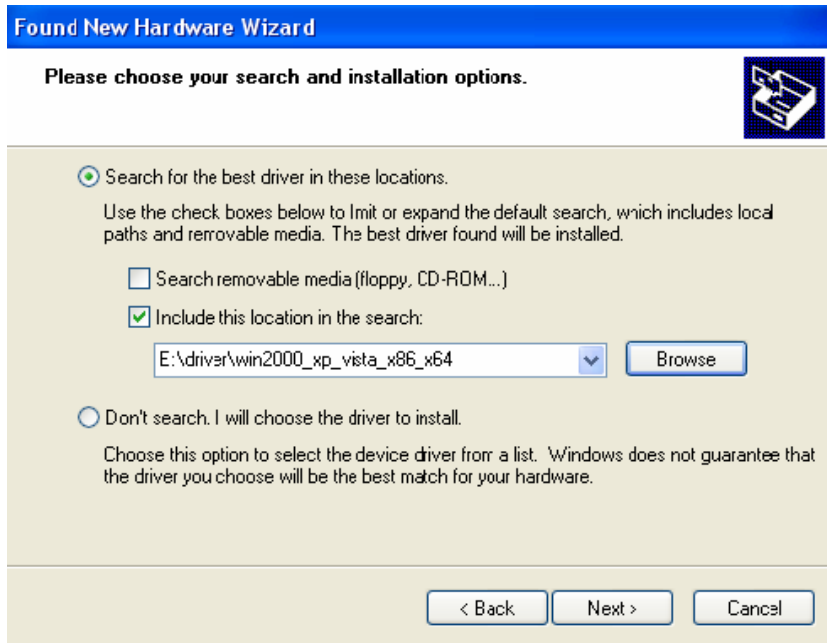 Found New Hardware Wizard
Please choose your search and installation options.
Search for the best driver in these locations.
Use the check boxes below to limit or expand the default search, which includes local
paths and removable media. The best driver found will be installed.
Search removable media (floppy, CD-ROM...)
Include this location in the search:
E:\driver\win2000_xp_vista_x86_x64
Browse
Don't search. I will choose the driver to install.
Choose this option to select the device driver from a list. Windows does not guarantee that
the driver you choose will be the best match for your hardware.
< Back
Next >
Cancel